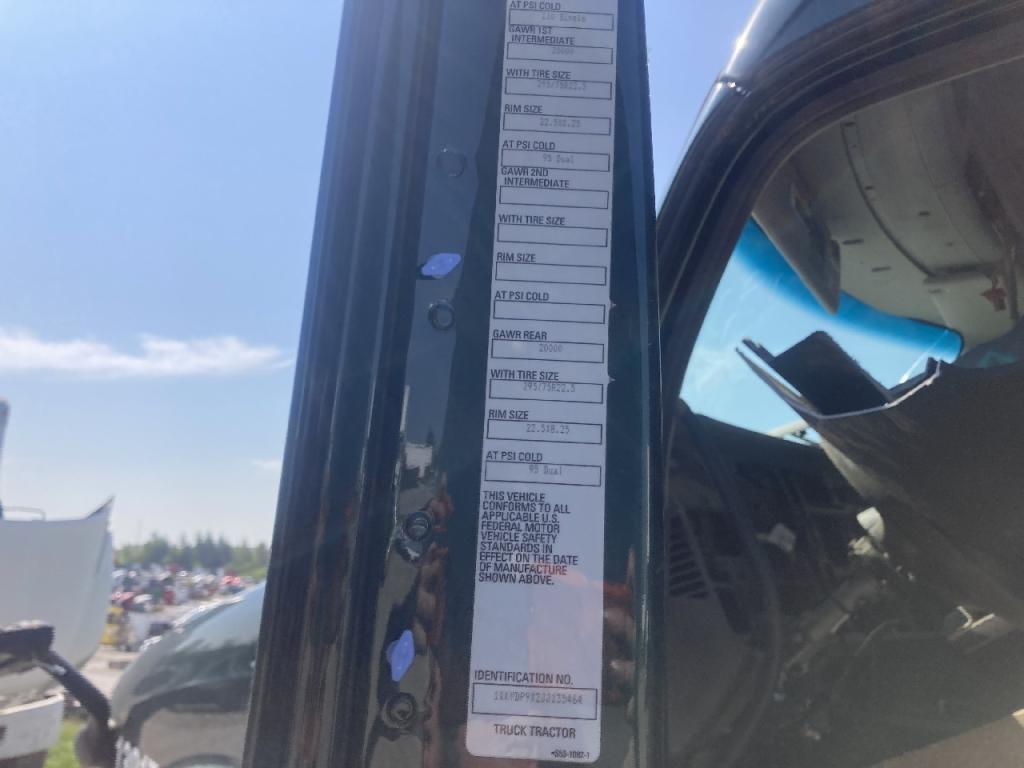 AT PSI COLD
110 Single
GAWR 1ST
INTERMEDIATE
20000
WITH TIRE SIZE
295/75R22.5
RIM SIZE
22.5X8.25
AT PSI COLD
95 Dual
GAWR 2ND
INTERMEDIATE
WITH TIRE SIZE
RIM SIZE
AT PSI COLD
GAWR REAR
20000
WITH TIRE SIZE
295/75R22.5
RIM SIZE
22.5X8.25
AT PSI COLD
95 Dual
THIS VEHICLE
CONFORMS TO ALL
APPLICABLE U.S.
FEDERAL MOTOR
VEHICLE SAFETY
STANDARDS IN
EFFECT ON THE DATE
OF MANUFACTURE
SHOWN ABOVE.
IDENTIFICATION NO.
TRUCK TRACTOR